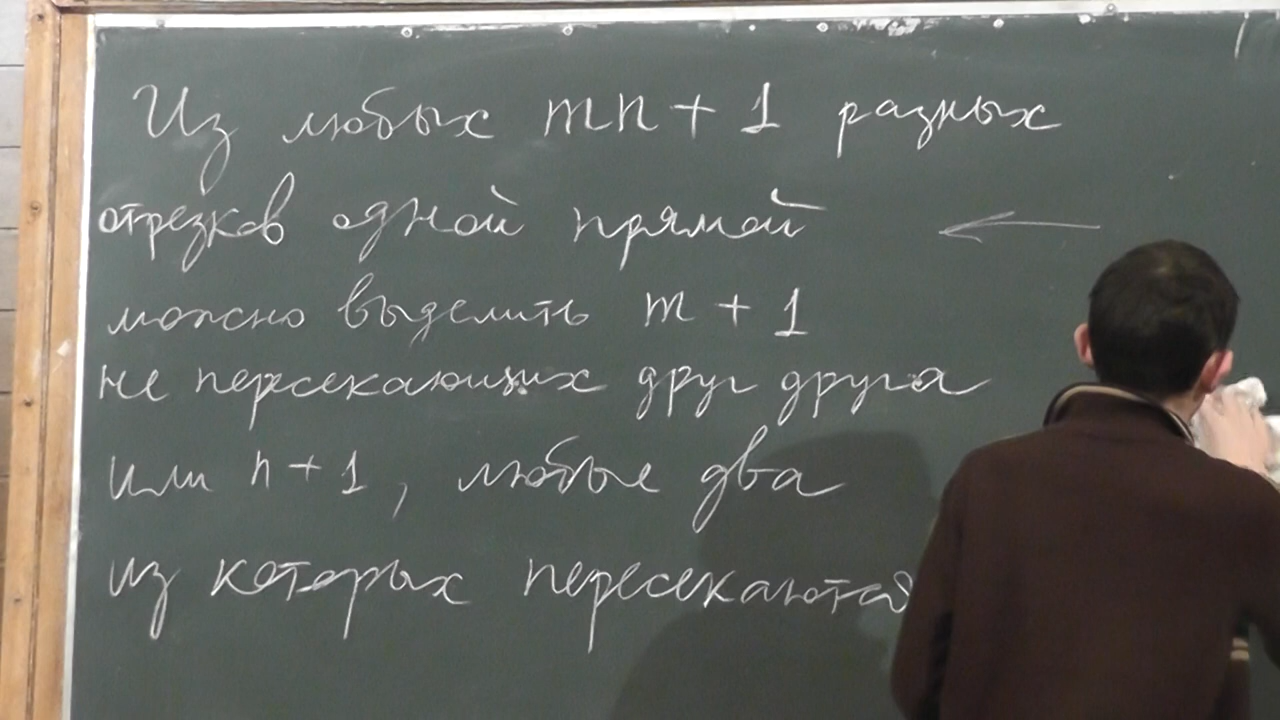 Из любых mn + 1 разных
отрезков одной прямой
можно выделить m + 1
не персекающих друг друга
или n + 1, любые два
из которых пересекаются